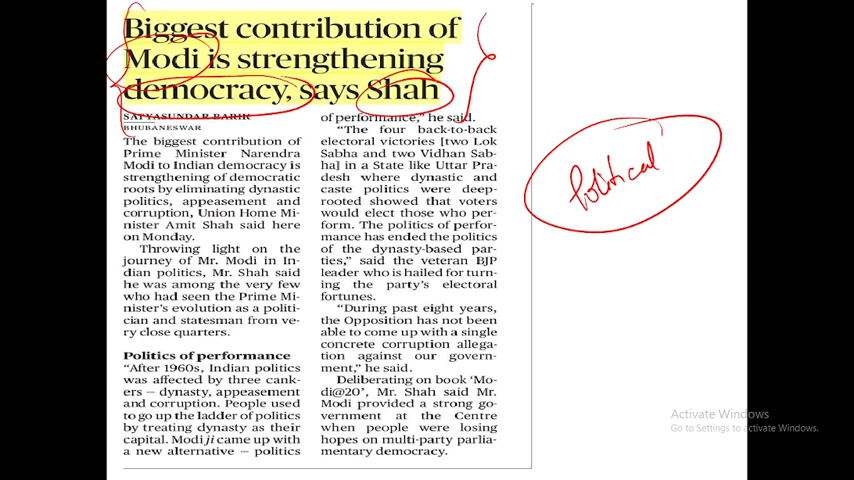 Biggest contribution of
Modi is strengthening
democracy, says Shah
SATYASUNDAR BARIK
BHUBANESWAR
The biggest contribution of
Prime Minister Narendra
Modi to Indian democracy is
strengthening of democratic
roots by eliminating dynastic
politics, appeasement and
corruption, Union Home Mi-
nister Amit Shah said here
on Monday.
Throwing light on the
journey of Mr. Modi in In-
dian politics, Mr. Shah said
he was among the very few
who had seen the Prime Mi-
nister's evolution as a politi-
cian and statesman from ve-
ry close quarters.
Politics of performance
"After 1960s, Indian politics
was affected by three cank-
ers – dynasty, appeasement
and corruption. People used
to go up the ladder of politics
by treating dynasty as their
capital. Modi ji came up with
a new alternative – politics
of performance," he said.
"The four back-to-back
electoral victories [two Lok
Sabha and two Vidhan Sab-
ha] in a State like Uttar Pra-
desh where dynastic and
caste politics were deep-
rooted showed that voters
would elect those who per-
form. The politics of perfor-
mance has ended the politics
of the dynasty-based par-
ties," said the veteran BJP
leader who is hailed for turn-
ing the party's electoral
fortunes.
"During past eight years,
the Opposition has not been
able to come up with a single
concrete corruption allega-
tion against our govern-
ment," he said.
Deliberating on book 'Mo-
di@20', Mr. Shah said Mr.
Modi provided a strong go-
vernment at the Centre
when people were losing
hopes on multi-party parlia-
mentary democracy.
Political
Activate Windows
Go to Settings to activate Windows.